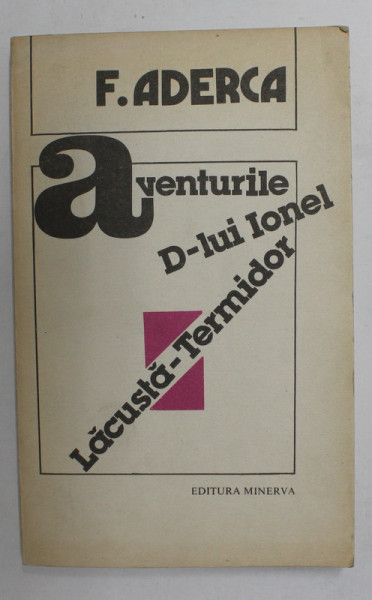 F. ADERCA
aventurile
D-lui Ionel
Lăcustă-Termidor
EDITURA MINERVA